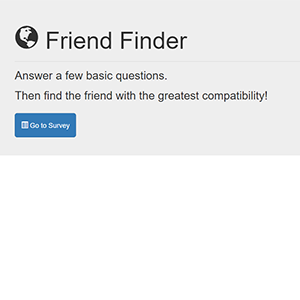 Friend Finder
Answer a few basic questions.
Then find the friend with the greatest compatibility!
Go to Survey